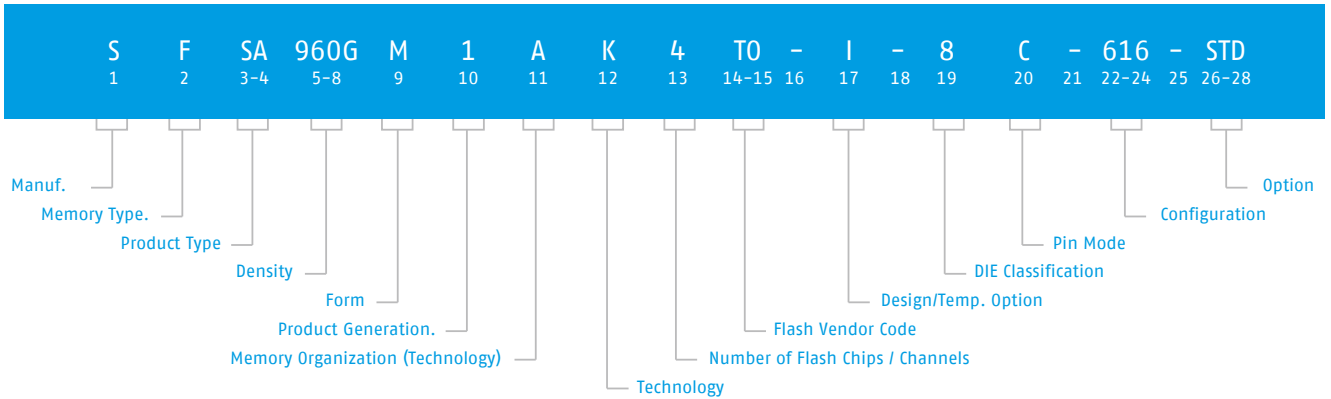 S F SA 960G M 1 A K 4 TO - I - 8 C - 616 - STD
1 2 3-4 5-8 9 10 11 12 13 14-15 16 17 18 19 20 21 22-24 25 26-28
Manuf. Option
Memory Type. Configuration
Product Type Pin Mode
Density DIE Classification
Form Design/Temp. Option
Product Generation. Flash Vendor Code
Memory Organization (Technology) Number of Flash Chips / Channels
Technology